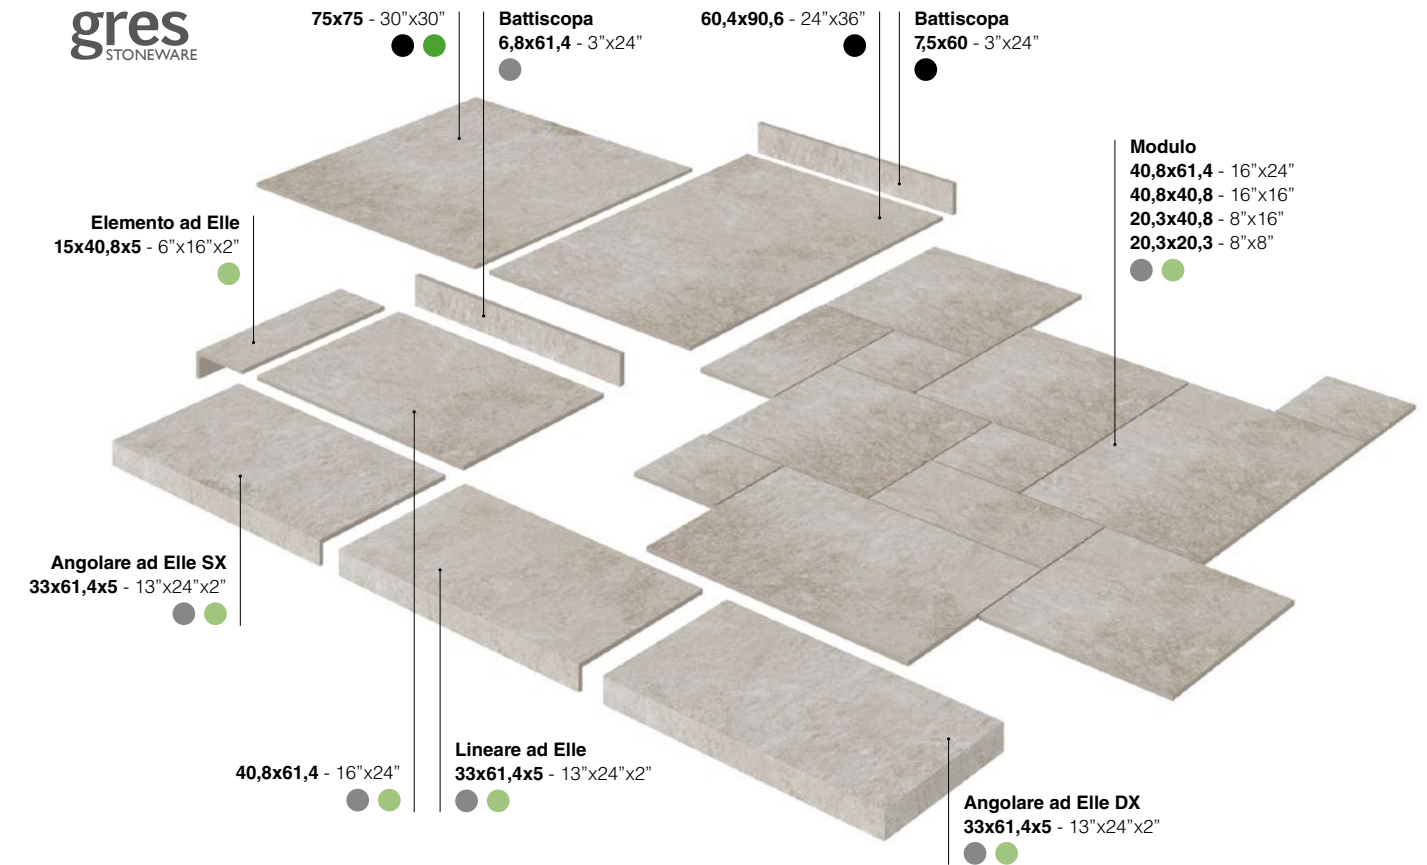 gres
STONEWARE
75x75 - 30”x30”
Battiscopa
6,8x61,4 - 3”x24”
60,4x90,6 - 24”x36”
Battiscopa
7,5x60 - 3”x24”
Modulo
40,8x61,4 - 16”x24”
40,8x40,8 - 16”x16”
20,3x40,8 - 8”x16”
20,3x20,3 - 8”x8”
Elemento ad Elle
15x40,8x5 - 6”x16”x2”
Angolare ad Elle SX
33x61,4x5 - 13”x24”x2”
40,8x61,4 - 16”x24”
Lineare ad Elle
33x61,4x5 - 13”x24”x2”
Angolare ad Elle DX
33x61,4x5 - 13”x24”x2”